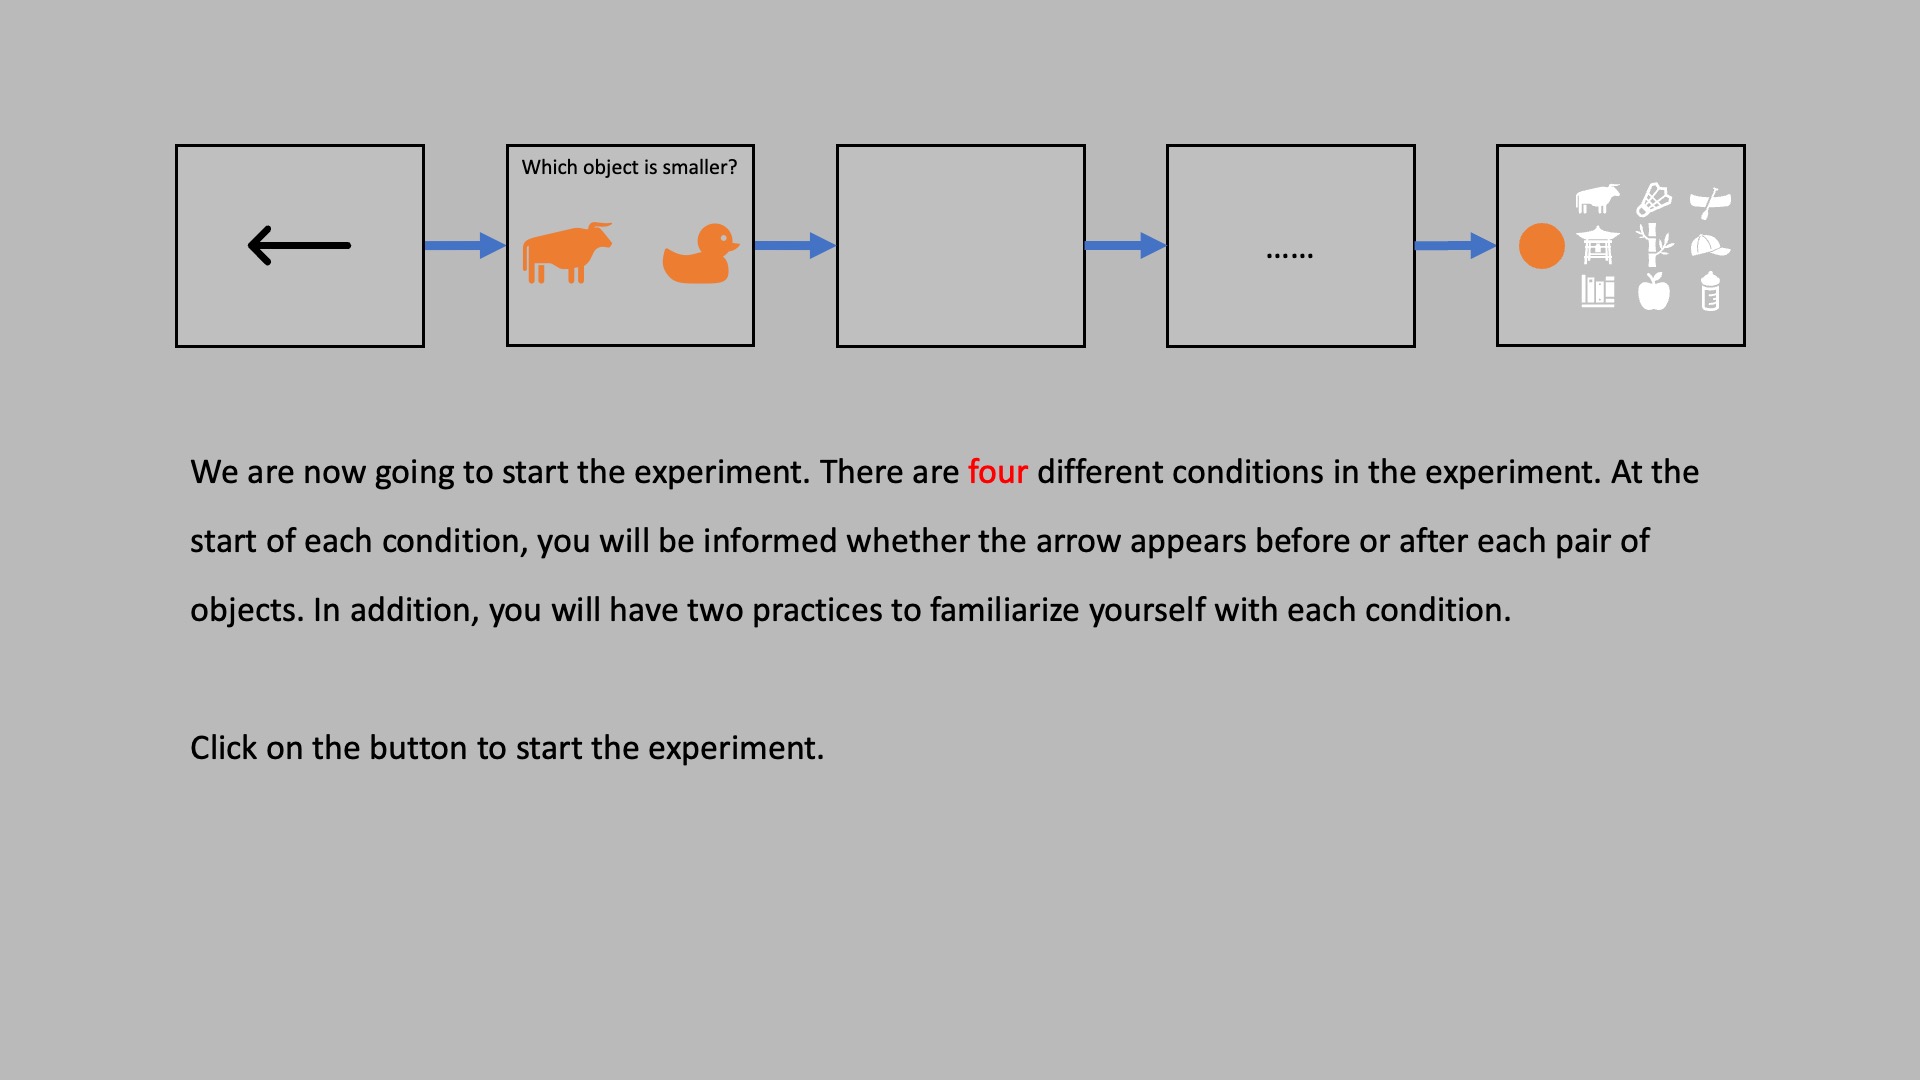 Which object is smaller?
......
We are now going to start the experiment. There are four different conditions in the experiment. At the
start of each condition, you will be informed whether the arrow appears before or after each pair of
objects. In addition, you will have two practices to familiarize yourself with each condition.
Click on the button to start the experiment.